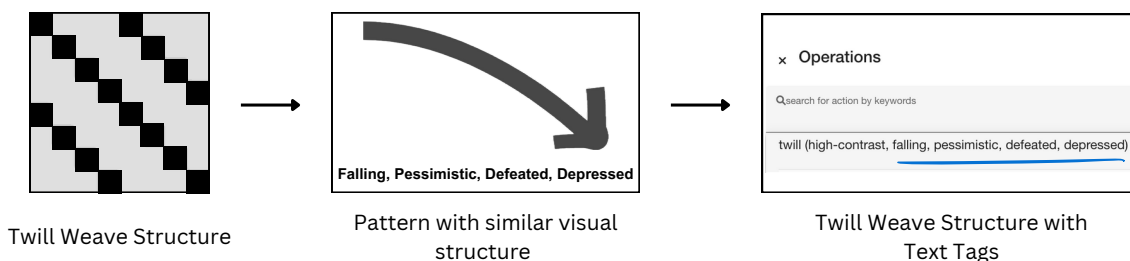 Falling, Pessimistic, Defeated, Depressed
× Operations
search for action by keywords
twill (high-contrast, falling, pessimistic, defeated, depressed)
Twill Weave Structure
Pattern with similar visual
structure
Twill Weave Structure with
Text Tags